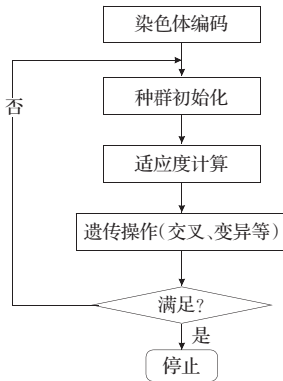 染色体编码
种群初始化
否
适应度计算
遗传操作(交叉、变异等)
满足?
是
停止